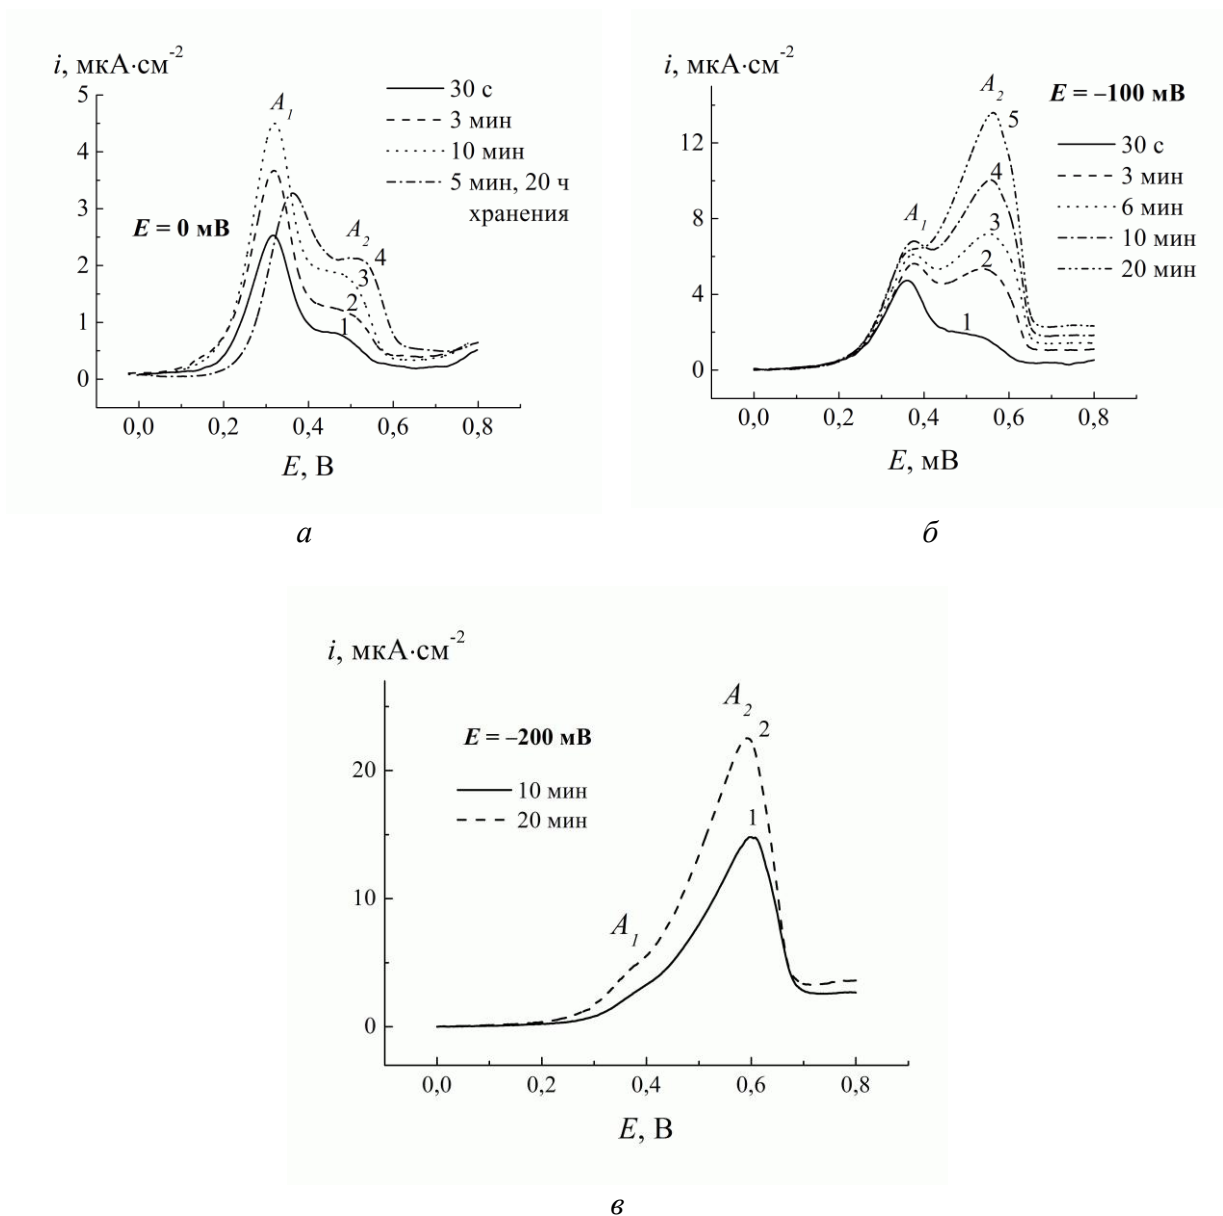 i, мкА·см-2
5
4
3
2
1
0
A1
A2
E = 0 мВ
30 с
3 мин
10 мин
5 мин, 20 ч
хранения
1
2
3
4
0,0 0,2 0,4 0,6 0,8
E, В
а
i, мкА·см-2
12
8
4
0
A1
A2
E = –100 мВ
30 с
3 мин
6 мин
10 мин
20 мин
1
2
3
4
5
0,0 0,2 0,4 0,6 0,8
E, мВ
б
i, мкА·см-2
20
10
0
A1
A2
E = –200 мВ
10 мин
20 мин
1
2
0,0 0,2 0,4 0,6 0,8
E, В
в